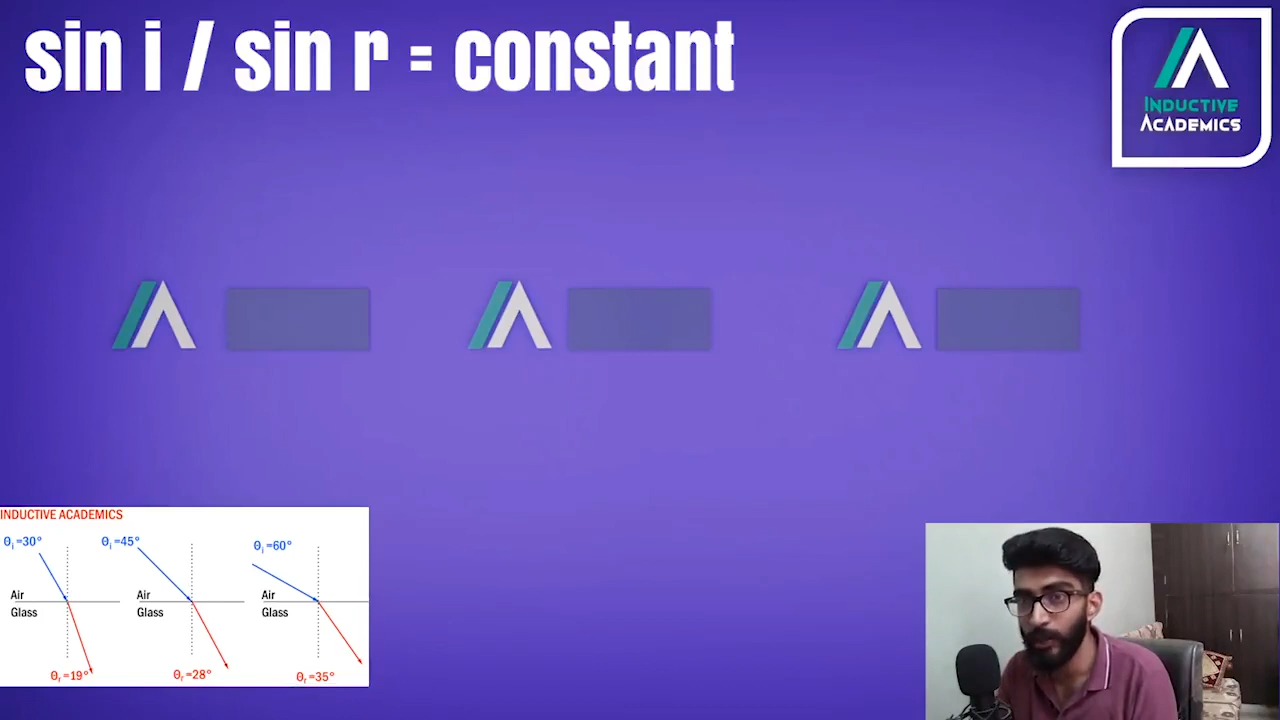 sin i / sin r = constant
INDUCTIVE
ACADEMICS
INDUCTIVE ACADEMICS
θi=30° θi=45° θi=60°
Air Air Air
Glass Glass Glass
θr=19° θr=28° θr=35°